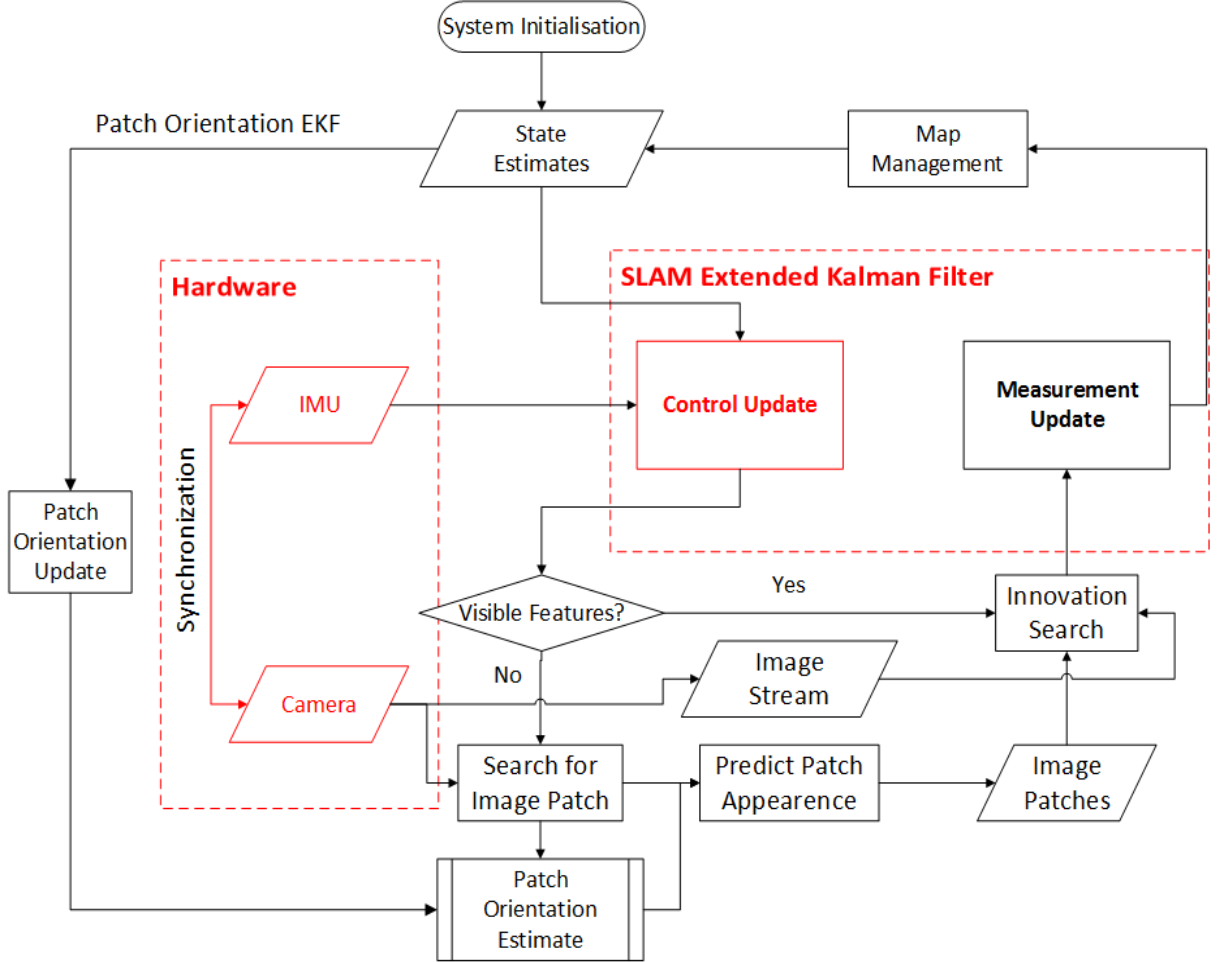 System Initialisation
Patch Orientation EKF
State
Estimates
Map
Management
Hardware
SLAM Extended Kalman Filter
IMU
Control Update
Measurement
Update
Synchronization
Patch
Orientation
Update
Visible Features?
Yes
Innovation
Search
No
Image
Stream
Camera
Search for
Image Patch
Predict Patch
Appearence
Image
Patches
Patch
Orientation
Estimate